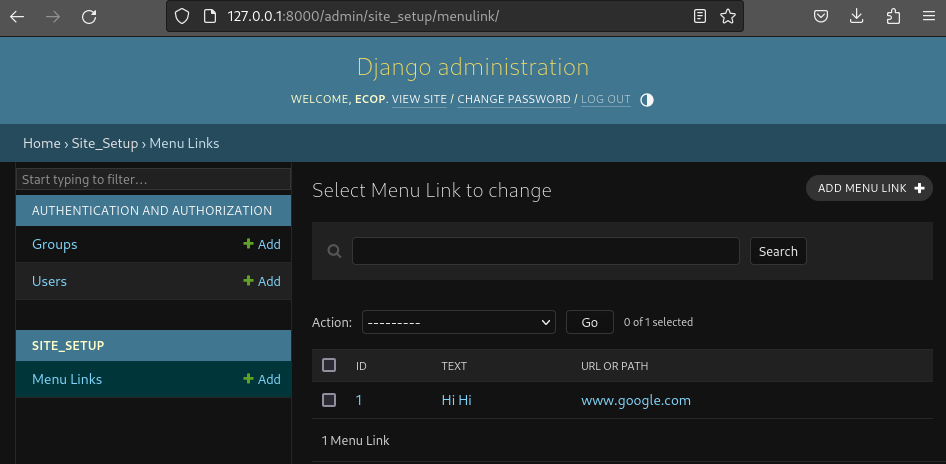 127.0.0.1:8000/admin/site_setup/menulink/
Django administration
WELCOME, ECOP. VIEW SITE / CHANGE PASSWORD / LOG OUT
Home › Site_Setup › Menu Links
Start typing to filter...
AUTHENTICATION AND AUTHORIZATION
Groups + Add
Users + Add
SITE_SETUP
Menu Links + Add
Select Menu Link to change
ADD MENU LINK +
Search
Action: --------- Go 0 of 1 selected
ID TEXT URL OR PATH
1 Hi Hi www.google.com
1 Menu Link